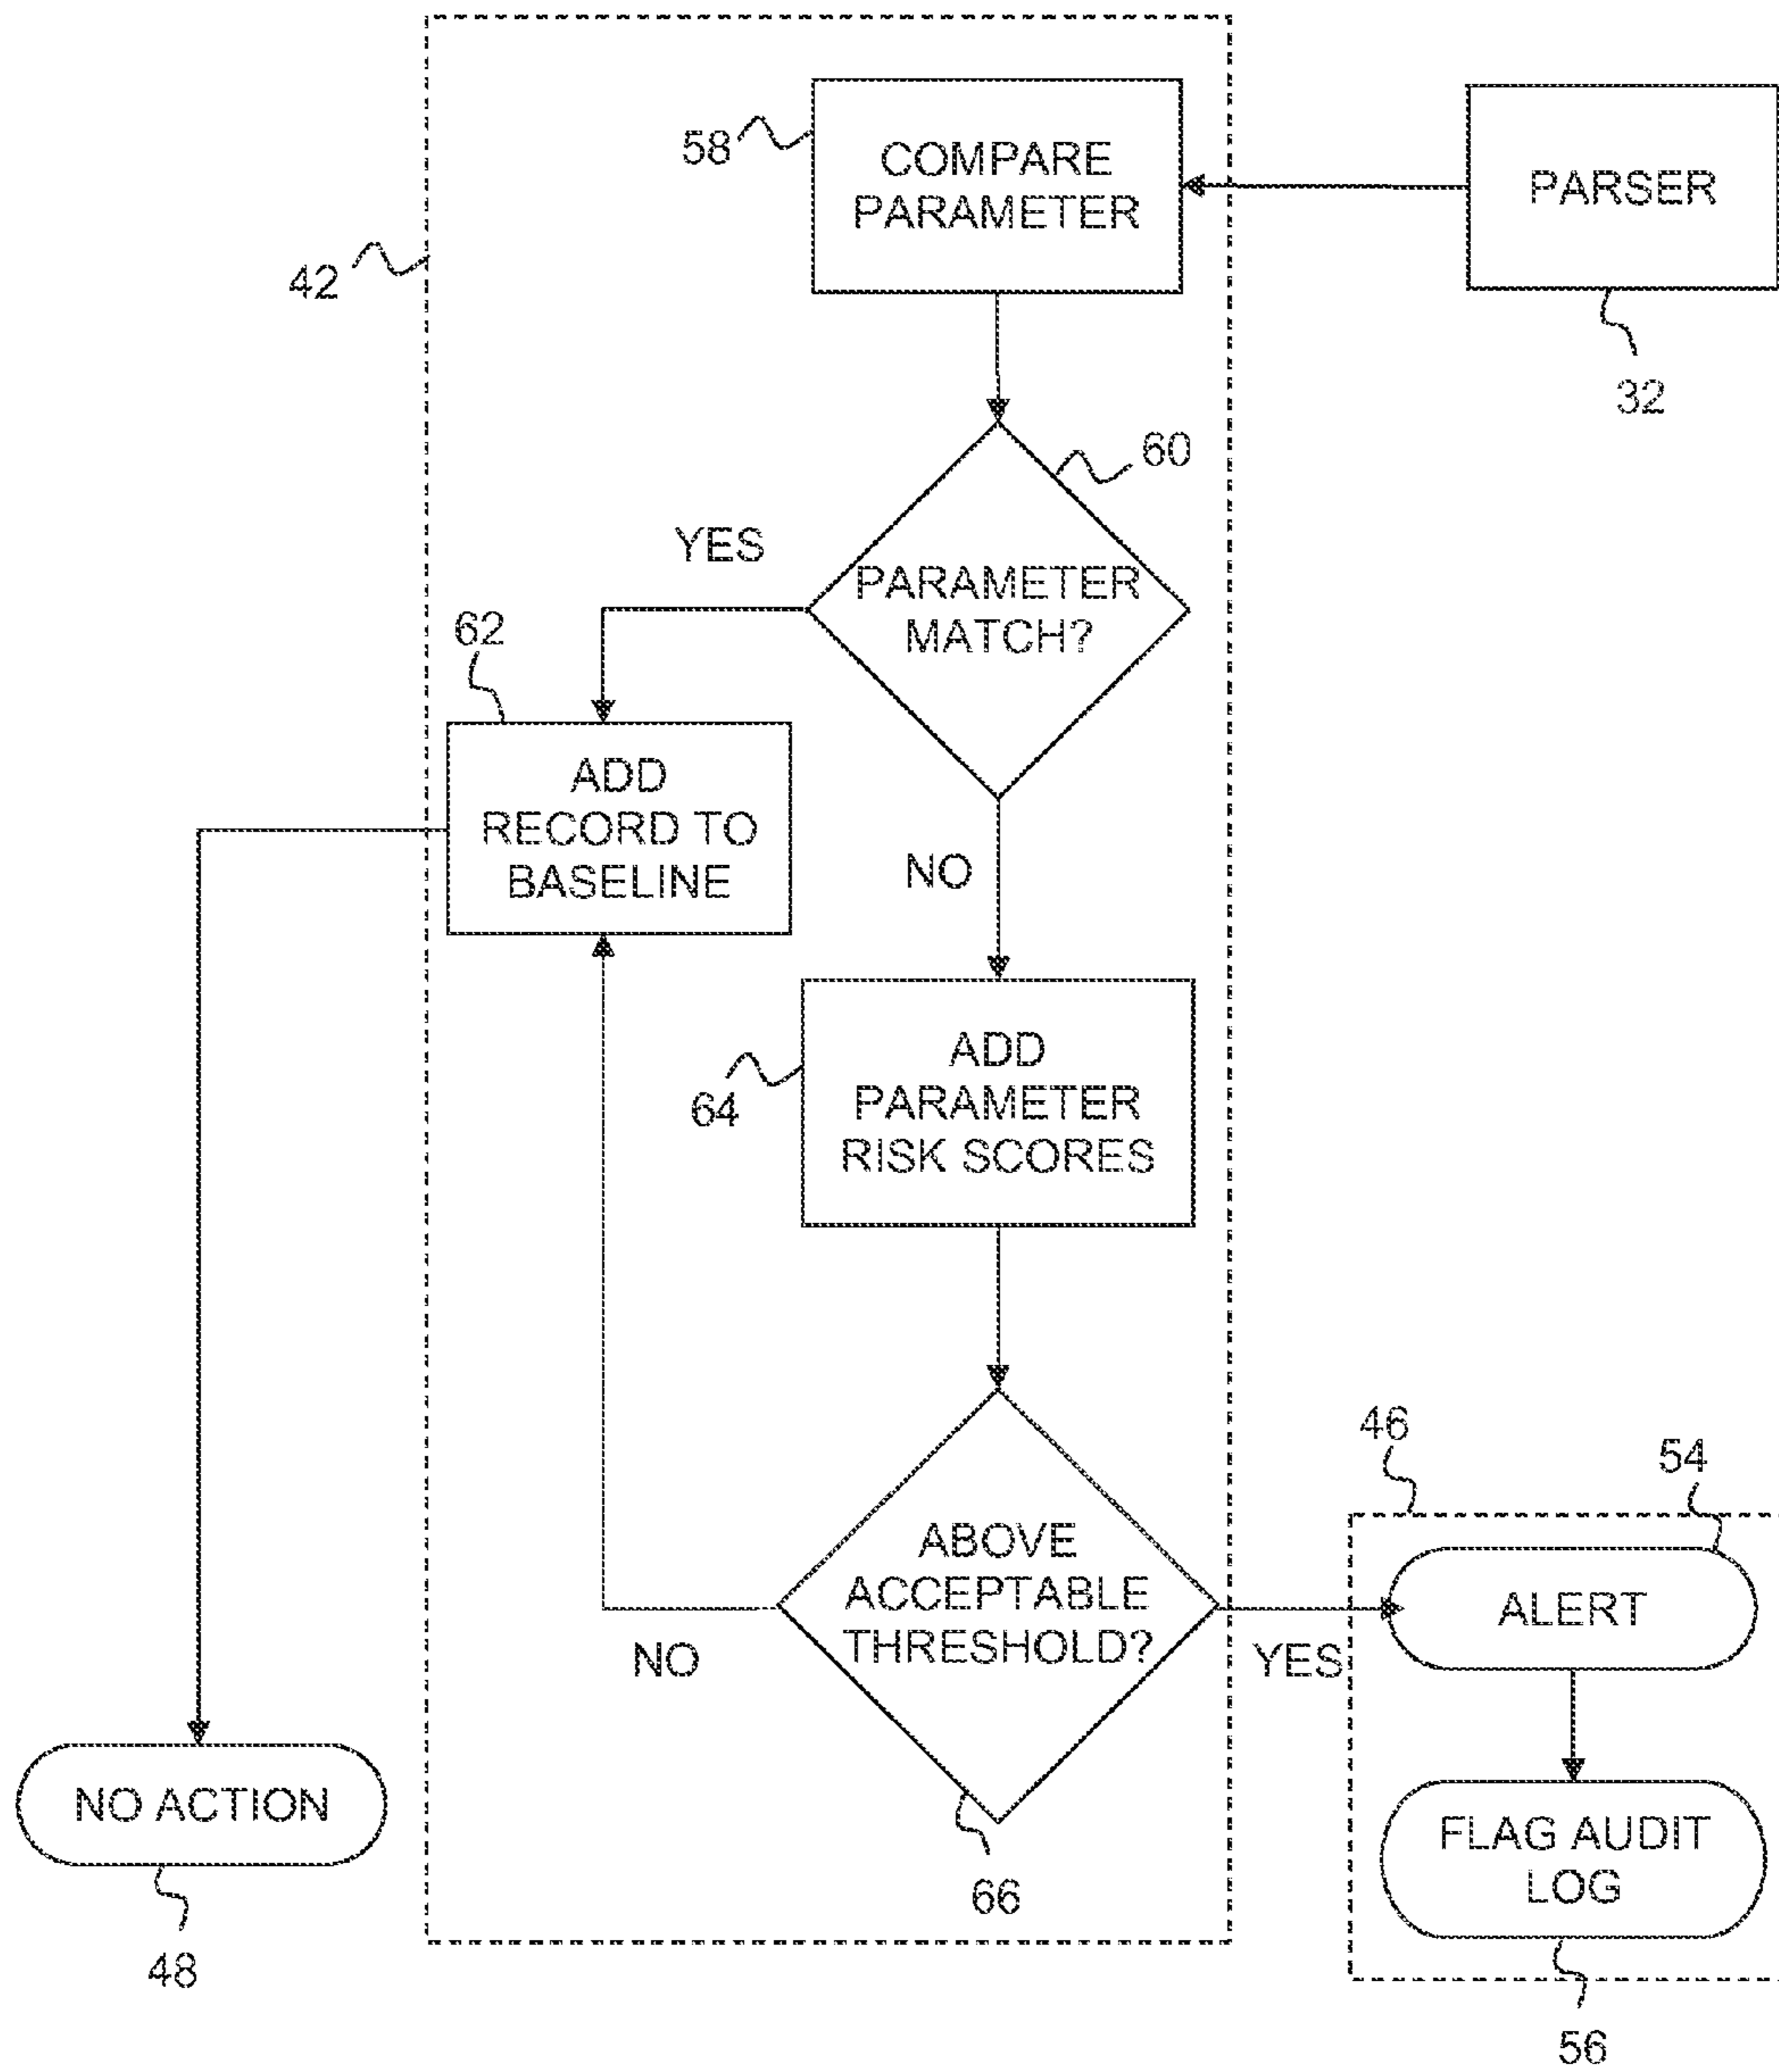 58
COMPARE
PARAMETER
PARSER
42
32
60
YES
PARAMETER
MATCH?
62
ADD
RECORD TO
BASELINE
NO
ADD
PARAMETER
RISK SCORES
64
46
54
ABOVE
ACCEPTABLE
THRESHOLD?
ALERT
NO
YES
NO ACTION
FLAG AUDIT
LOG
66
48
56